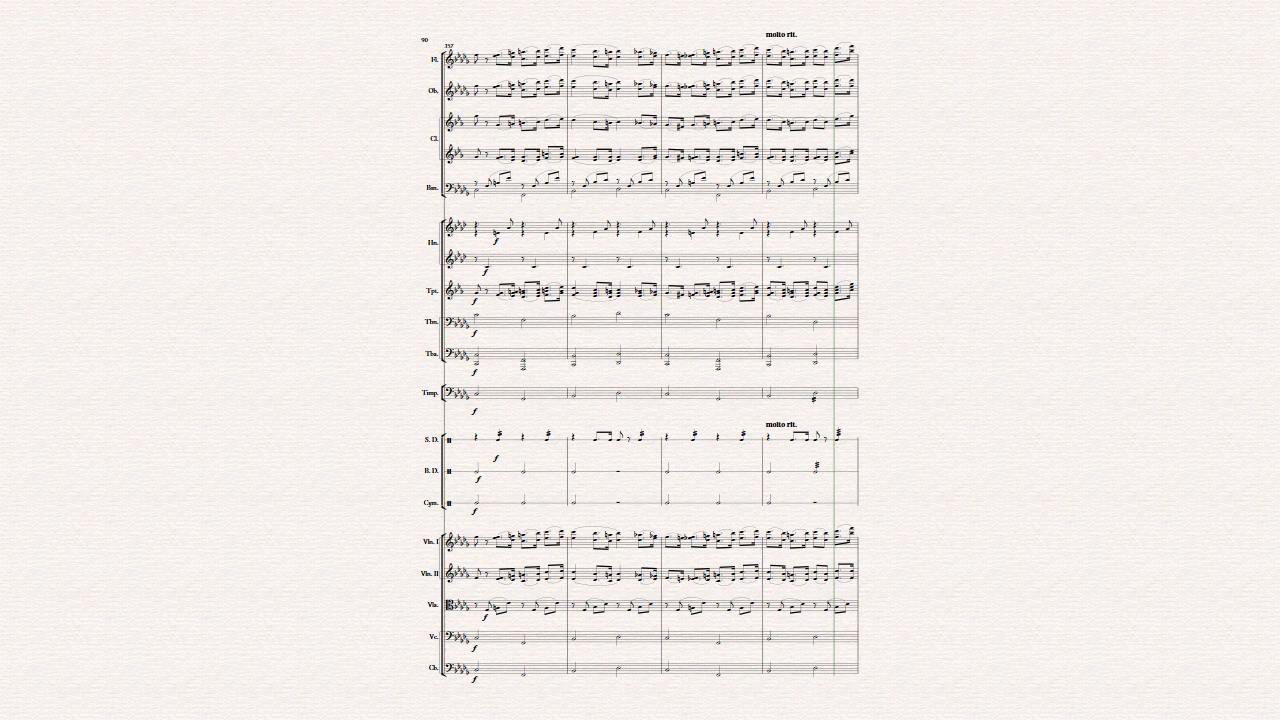 90
molto rit.
357
Fl.
Ob.
Cl.
Bsn.
Hn.
f
f
Tpt.
f
Tbn.
f
Tba.
f
Timp.
f
molto rit.
S. D.
f
B. D.
f
Cym.
f
Vln. I
Vln. II
Vla.
f
Vc.
f
Cb.
f